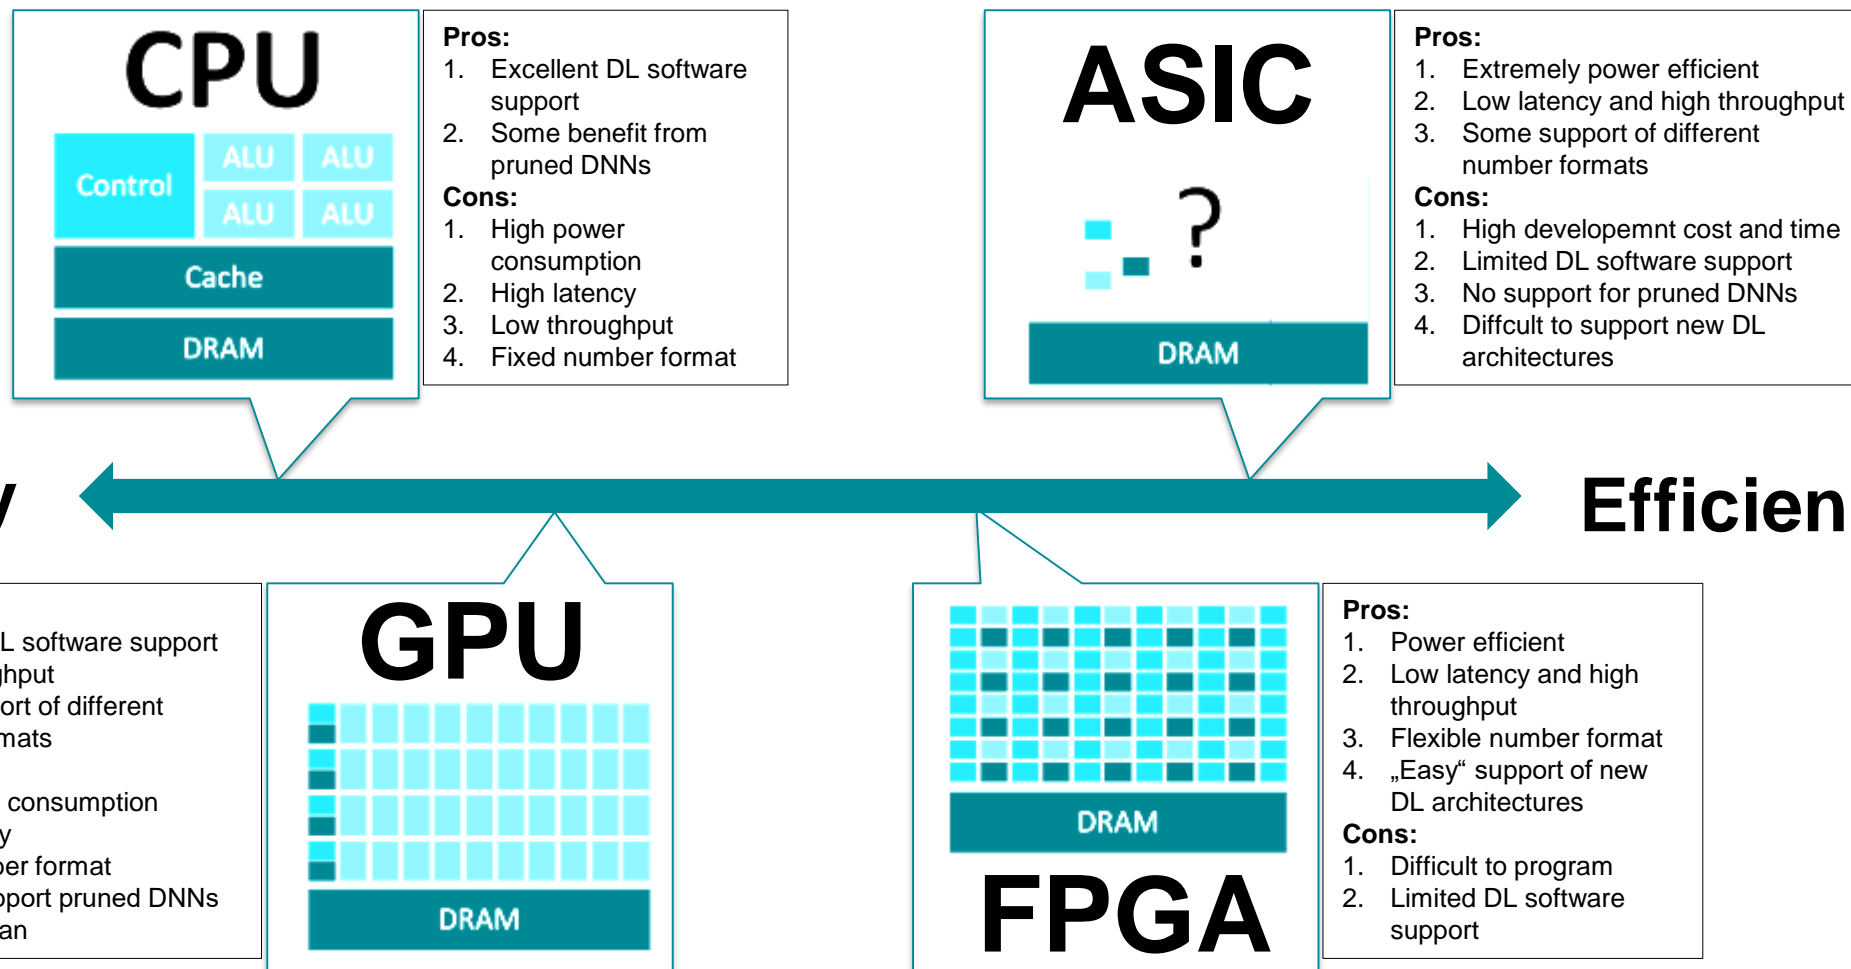 CPU
Control
ALU ALU
ALU ALU
Cache
DRAM
Pros:
1. Excellent DL software
support
2. Some benefit from
pruned DNNs
Cons:
1. High power
consumption
2. High latency
3. Low throughput
4. Fixed number format
ASIC
?
DRAM
Pros:
1. Extremely power efficient
2. Low latency and high throughput
3. Some support of different
number formats
Cons:
1. High developemnt cost and time
2. Limited DL software support
3. No support for pruned DNNs
4. Diffcult to support new DL
architectures
y
Efficien
L software support
ghput
ort of different
mats
consumption
y
ber format
pport pruned DNNs
an
GPU
DRAM
DRAM
FPGA
Pros:
1. Power efficient
2. Low latency and high
throughput
3. Flexible number format
4. „Easy“ support of new
DL architectures
Cons:
1. Difficult to program
2. Limited DL software
support